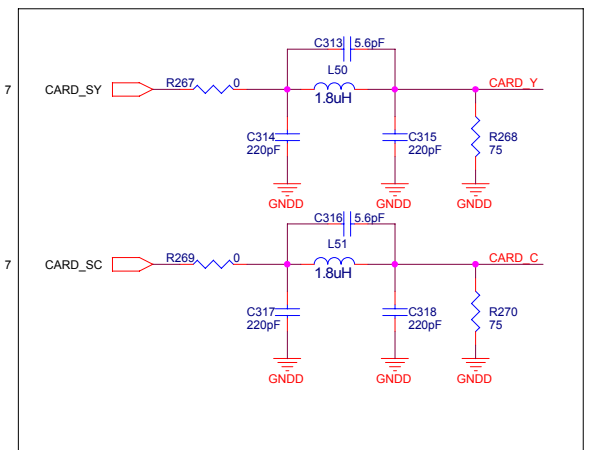 C313 5.6pF
L50
7 CARD_SY R267 0 1.8uH CARD_Y
C314 220pF
C315 220pF
R268 75
GNDD GNDD GNDD
C316 5.6pF
L51
7 CARD_SC R269 0 1.8uH CARD_C
C317 220pF
C318 220pF
R270 75
GNDD GNDD GNDD